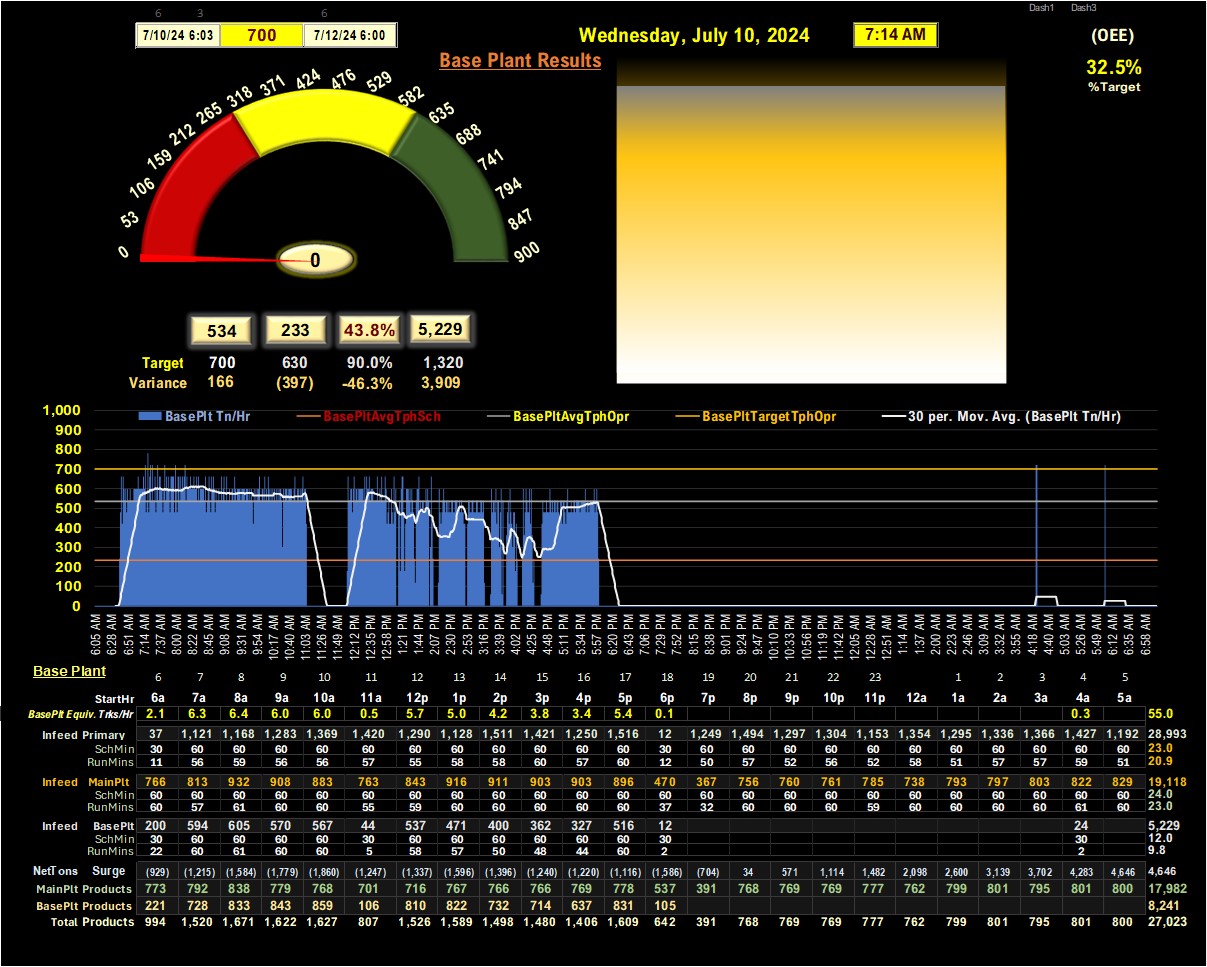 Dash1 Dash3
6 3 6
7/10/24 6:03 700 7/12/24 6:00
Wednesday, July 10, 2024 7:14 AM (OEE)
Base Plant Results
32.5%
%Target
0 53 106 159 212 265 318 371 424 476 529 582 635 688 741 794 847 900
0
534 233 43.8% 5,229
Target 700 630 90.0% 1,320
Variance 166 (397) -46.3% 3,909
BasePlt Tn/Hr BasePltAvgTphSch BasePltAvgTphOpr BasePltTargetTphOpr 30 per. Mov. Avg. (BasePlt Tn/Hr)
1,000
900
800
700
600
500
400
300
200
100
0
6:05 AM 6:28 AM 6:51 AM 7:14 AM 7:37 AM 8:00 AM 8:22 AM 8:45 AM 9:08 AM 9:31 AM 9:54 AM 10:17 AM 10:40 AM 11:03 AM 11:26 AM 11:49 AM 12:12 PM 12:35 PM 12:58 PM 1:21 PM 1:44 PM 2:07 PM 2:30 PM 2:53 PM 3:16 PM 3:39 PM 4:02 PM 4:25 PM 4:48 PM 5:11 PM 5:34 PM 5:57 PM 6:20 PM 6:43 PM 7:06 PM 7:29 PM 7:52 PM 8:15 PM 8:38 PM 9:01 PM 9:24 PM 9:47 PM 10:10 PM 10:33 PM 10:56 PM 11:19 PM 11:42 PM 12:05 AM 12:28 AM 12:51 AM 1:14 AM 1:37 AM 2:00 AM 2:23 AM 2:46 AM 3:09 AM 3:32 AM 3:55 AM 4:18 AM 4:40 AM 5:03 AM 5:26 AM 5:49 AM 6:12 AM 6:35 AM 6:58 AM
Base Plant
6 7 8 9 10 11 12 13 14 15 16 17 18 19 20 21 22 23 1 2 3 4 5
StartHr 6a 7a 8a 9a 10a 11a 12p 1p 2p 3p 4p 5p 6p 7p 8p 9p 10p 11p 12a 1a 2a 3a 4a 5a
BasePlt Equiv. Trks/Hr 2.1 6.3 6.4 6.0 6.0 0.5 5.7 5.0 4.2 3.8 3.4 5.4 0.1 0.3 55.0
Infeed Primary 37 1,121 1,168 1,283 1,369 1,420 1,290 1,128 1,511 1,421 1,250 1,516 12 1,249 1,494 1,297 1,304 1,153 1,354 1,295 1,336 1,366 1,427 1,192 28,993
SchMin 30 60 60 60 60 60 60 60 60 60 60 60 30 60 60 60 60 60 60 60 60 60 60 60 23.0
RunMins 11 56 59 56 56 57 55 58 58 60 57 60 12 50 57 52 56 52 58 51 57 57 59 51 20.9
Infeed MainPlt 766 813 932 908 883 763 843 916 911 903 903 896 470 367 756 760 761 785 738 793 797 803 822 829 19,118
SchMin 60 60 60 60 60 60 60 60 60 60 60 60 60 60 60 60 60 60 60 60 60 60 60 60 24.0
RunMins 60 57 61 60 60 55 59 60 60 60 60 60 37 32 60 60 60 59 60 60 60 60 61 60 23.0
Infeed BasePlt 200 594 605 570 567 44 537 471 400 362 327 516 12 24 5,229
SchMin 30 60 60 60 60 30 60 60 60 60 60 60 30 30 12.0
RunMins 22 60 61 60 60 5 58 57 50 48 44 60 2 2 9.8
NetTons Surge (929) (1,215) (1,584) (1,779) (1,860) (1,247) (1,337) (1,596) (1,396) (1,240) (1,220) (1,116) (1,586) (704) 34 571 1,114 1,482 2,098 2,600 3,139 3,702 4,283 4,646 4,646
MainPlt Products 773 792 838 779 768 701 716 767 766 766 769 778 537 391 768 769 769 777 762 799 801 795 801 800 17,982
BasePlt Products 221 728 833 843 859 106 810 822 732 714 637 831 105 8,241
Total Products 994 1,520 1,671 1,622 1,627 807 1,526 1,589 1,498 1,480 1,406 1,609 642 391 768 769 769 777 762 799 801 795 801 800 27,023